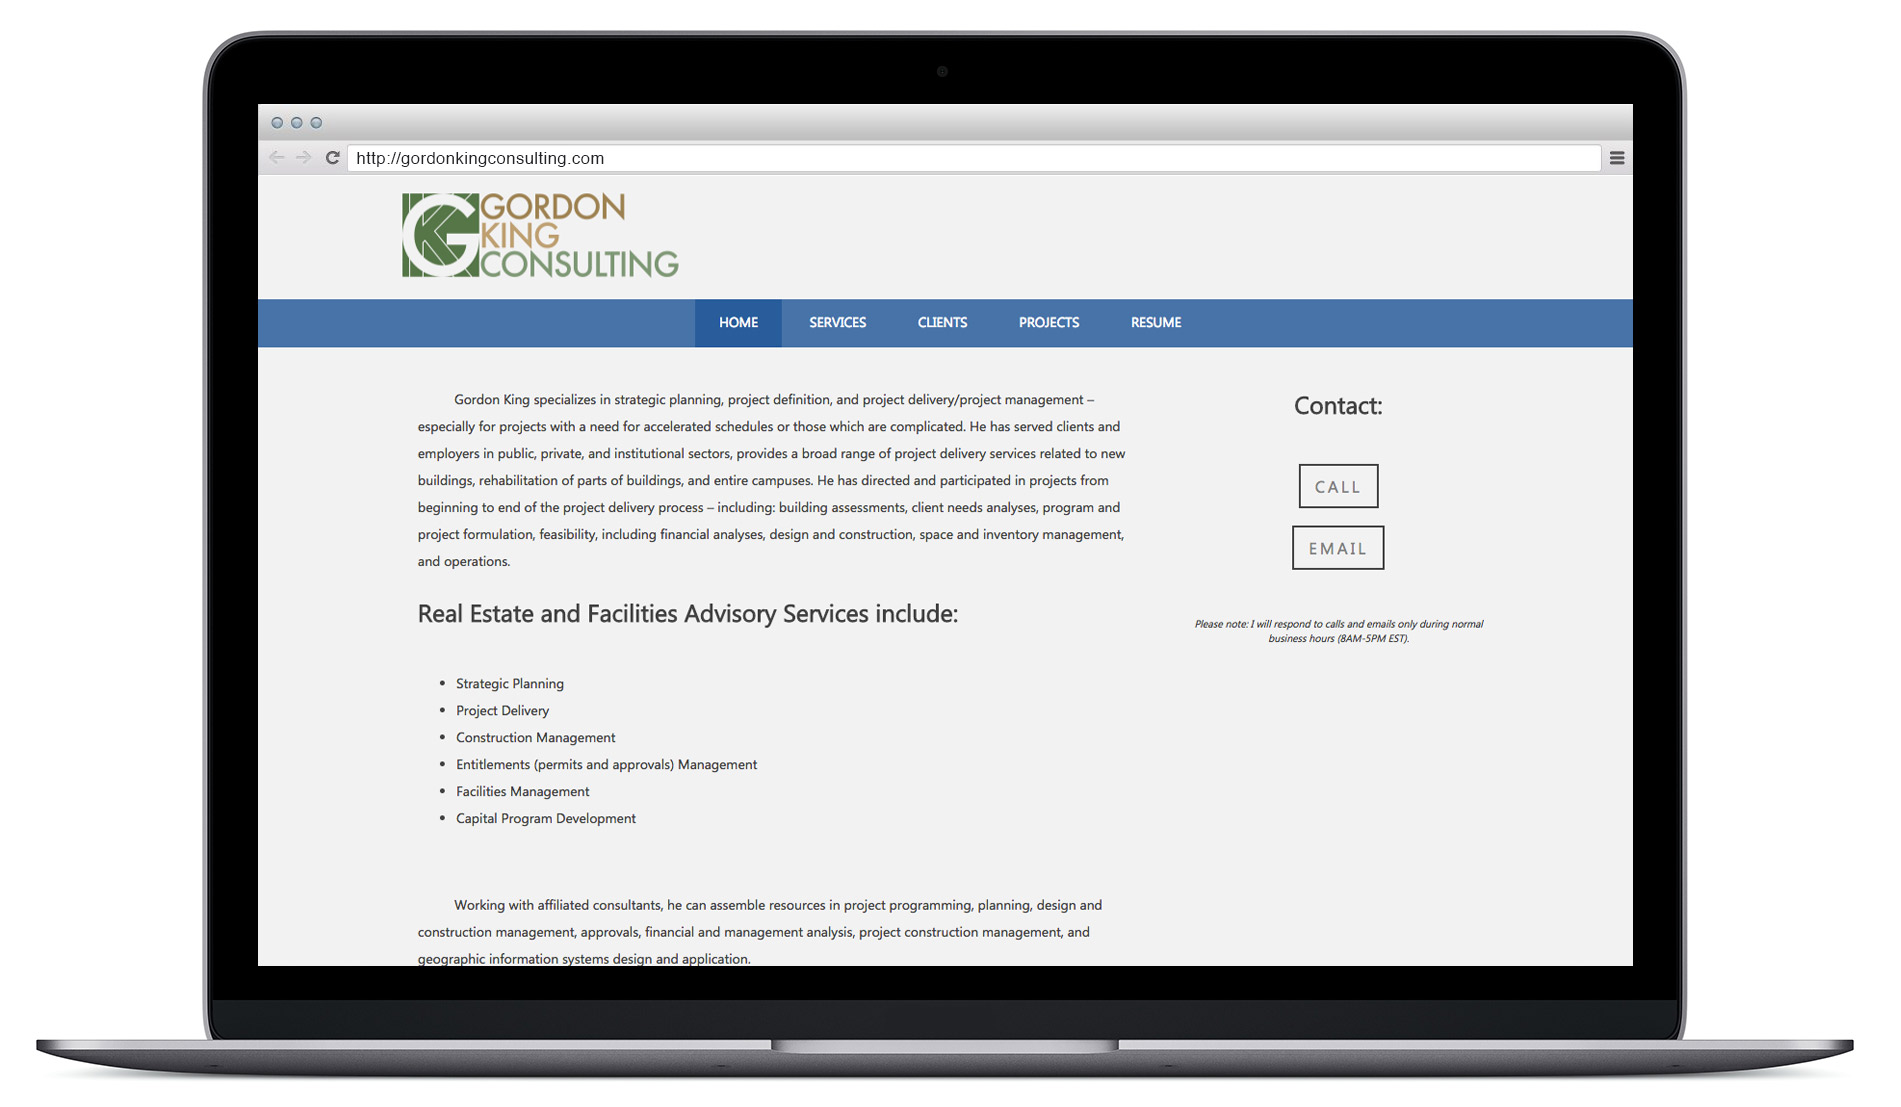 http://gordonkingconsulting.com
GORDON
KING
CONSULTING
HOME SERVICES CLIENTS PROJECTS RESUME
Gordon King specializes in strategic planning, project definition, and project delivery/project management –
especially for projects with a need for accelerated schedules or those which are complicated. He has served clients and
employers in public, private, and institutional sectors, provides a broad range of project delivery services related to new
buildings, rehabilitation of parts of buildings, and entire campuses. He has directed and participated in projects from
beginning to end of the project delivery process – including: building assessments, client needs analyses, program and
project formulation, feasibility, including financial analyses, design and construction, space and inventory management,
and operations.
Real Estate and Facilities Advisory Services include:
• Strategic Planning
• Project Delivery
• Construction Management
• Entitlements (permits and approvals) Management
• Facilities Management
• Capital Program Development
Working with affiliated consultants, he can assemble resources in project programming, planning, design and
construction management, approvals, financial and management analysis, project construction management, and
geographic information systems design and application.
Contact:
CALL
EMAIL
Please note: I will respond to calls and emails only during normal
business hours (8AM-5PM EST).